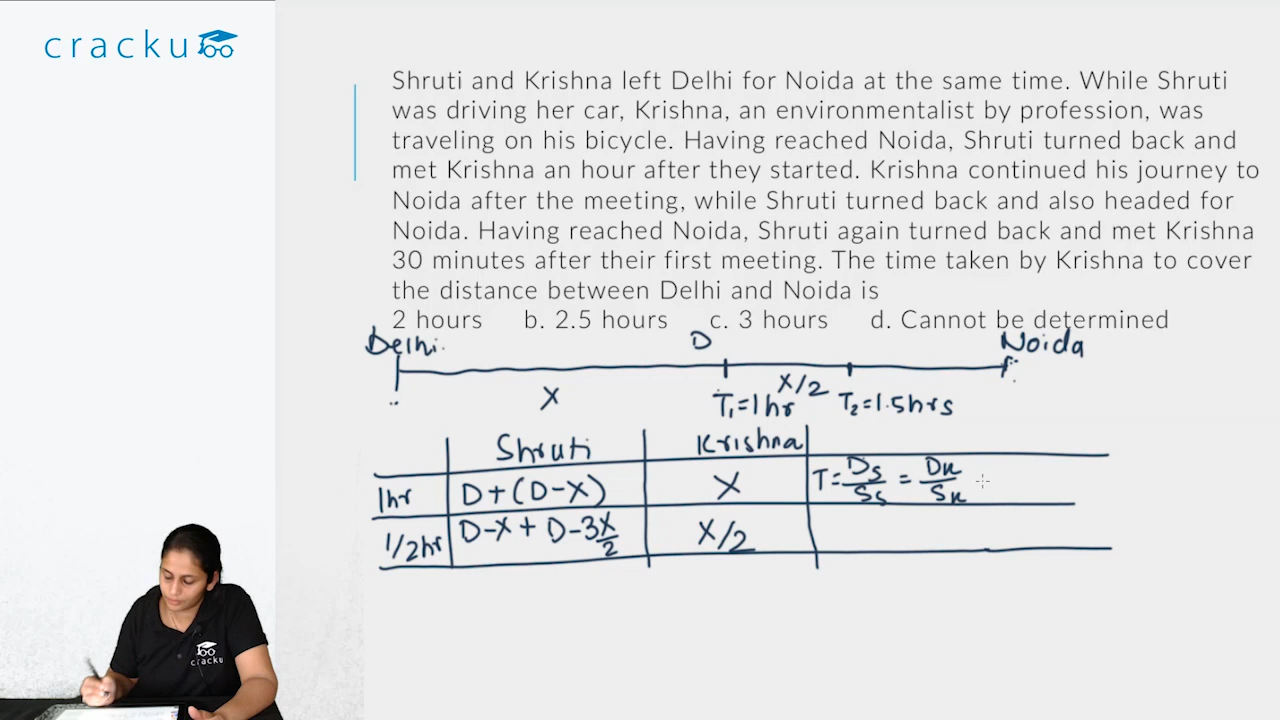 cracku
Shruti and Krishna left Delhi for Noida at the same time. While Shruti
was driving her car, Krishna, an environmentalist by profession, was
traveling on his bicycle. Having reached Noida, Shruti turned back and
met Krishna an hour after they started. Krishna continued his journey to
Noida after the meeting, while Shruti turned back and also headed for
Noida. Having reached Noida, Shruti again turned back and met Krishna
30 minutes after their first meeting. The time taken by Krishna to cover
the distance between Delhi and Noida is
2 hours b. 2.5 hours c. 3 hours d. Cannot be determined
Delhi D Noida
X X/2
T₁=1hr T₂=1.5hrs
Shruti Krishna
1hr D+(D-X) X T=Ds/Ss = Dk/Sk
1/2hr D-X+D-3X/2 X/2
cracku